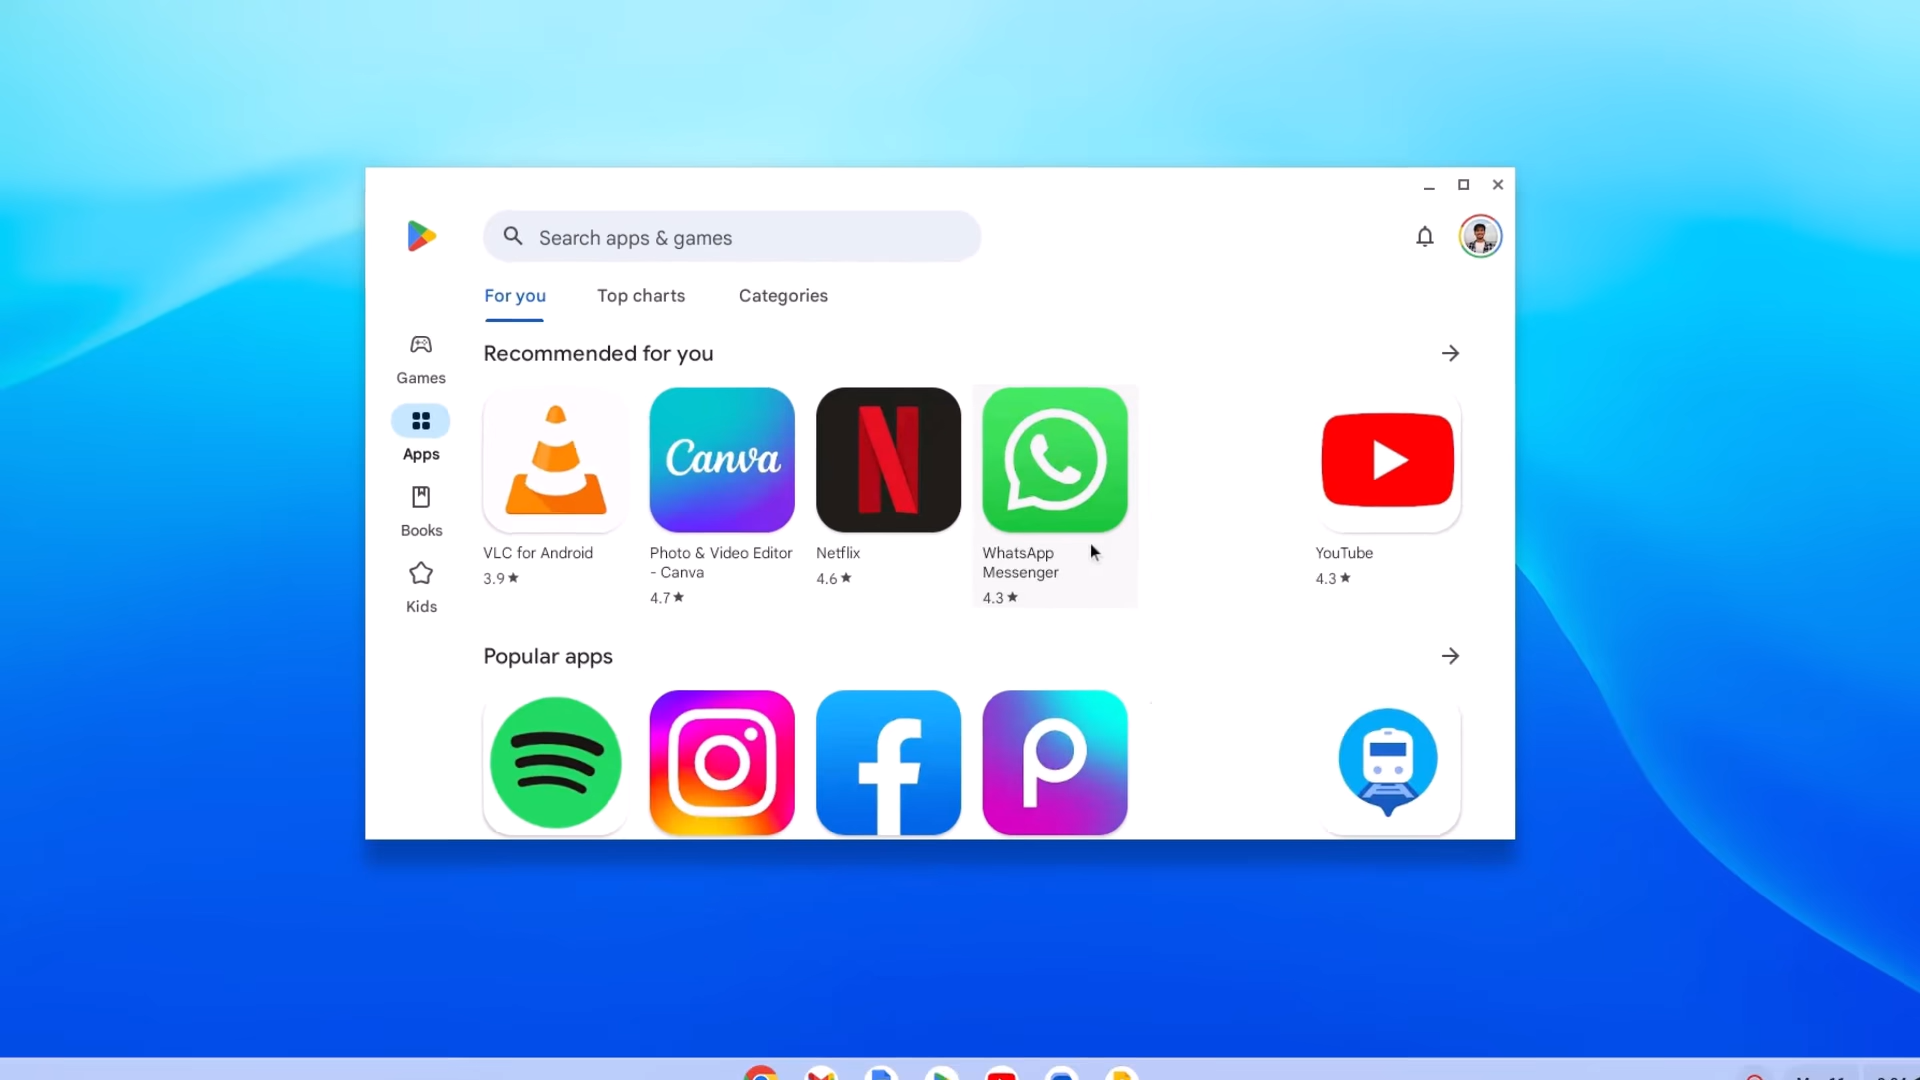 Search apps & games
For you
Top charts
Categories
Games
Apps
Books
Kids
Recommended for you
Canva
VLC for Android
3.9★
Photo & Video Editor
- Canva
4.7★
Netflix
4.6★
WhatsApp
Messenger
4.3★
YouTube
4.3★
Popular apps